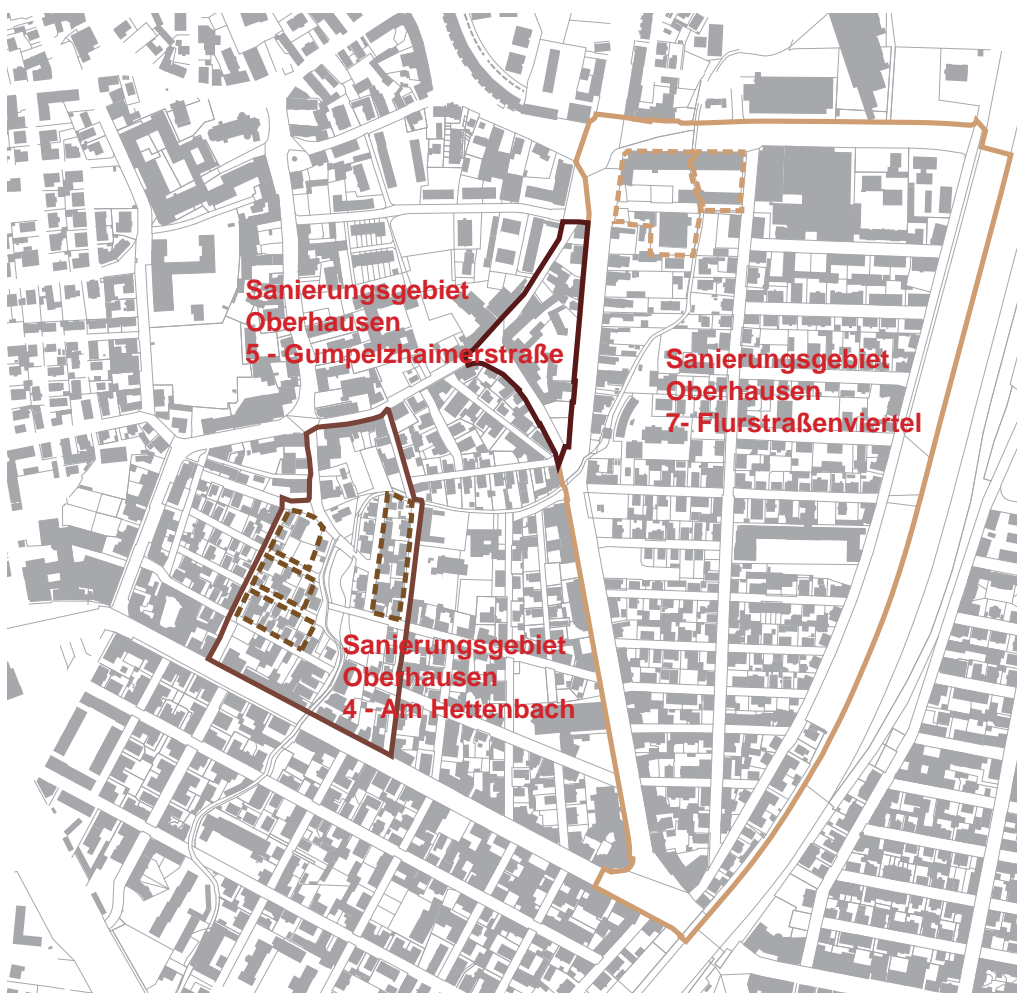 Sanierungsgebiet
Oberhausen
5 - Gumpelzhaimerstraße
Sanierungsgebiet
Oberhausen
7- Flurstraßenviertel
Sanierungsgebiet
Oberhausen
4 - Am Hettenbach